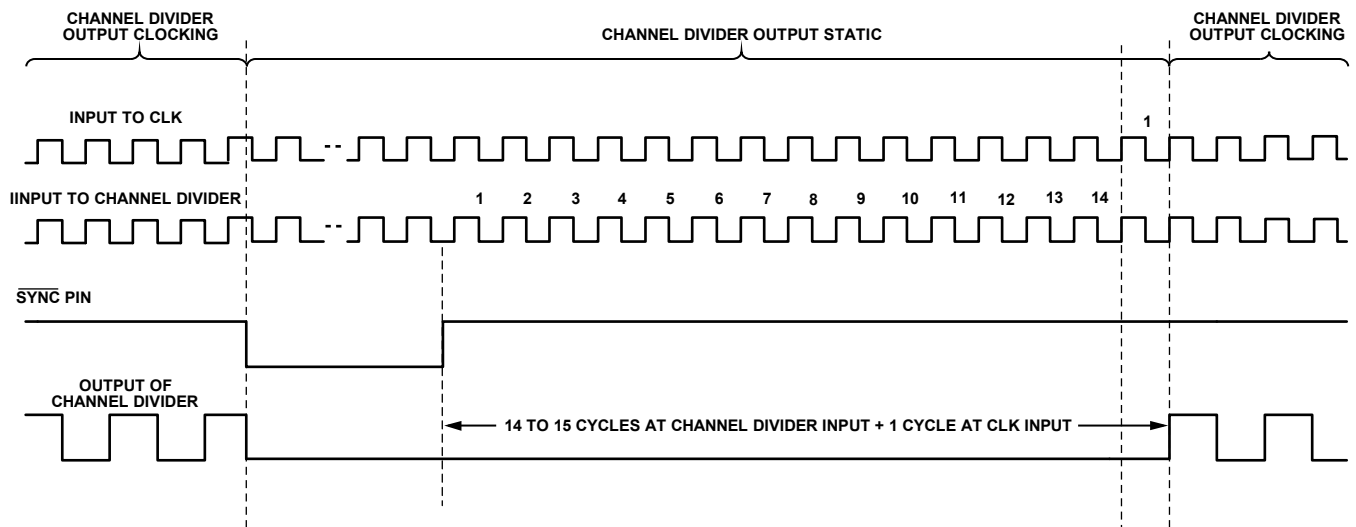 CHANNEL DIVIDER
OUTPUT CLOCKING
CHANNEL DIVIDER OUTPUT STATIC
CHANNEL DIVIDER
OUTPUT CLOCKING
INPUT TO CLK
1
IINPUT TO CHANNEL DIVIDER
1 2 3 4 5 6 7 8 9 10 11 12 13 14
SYNC PIN
OUTPUT OF
CHANNEL DIVIDER
14 TO 15 CYCLES AT CHANNEL DIVIDER INPUT + 1 CYCLE AT CLK INPUT